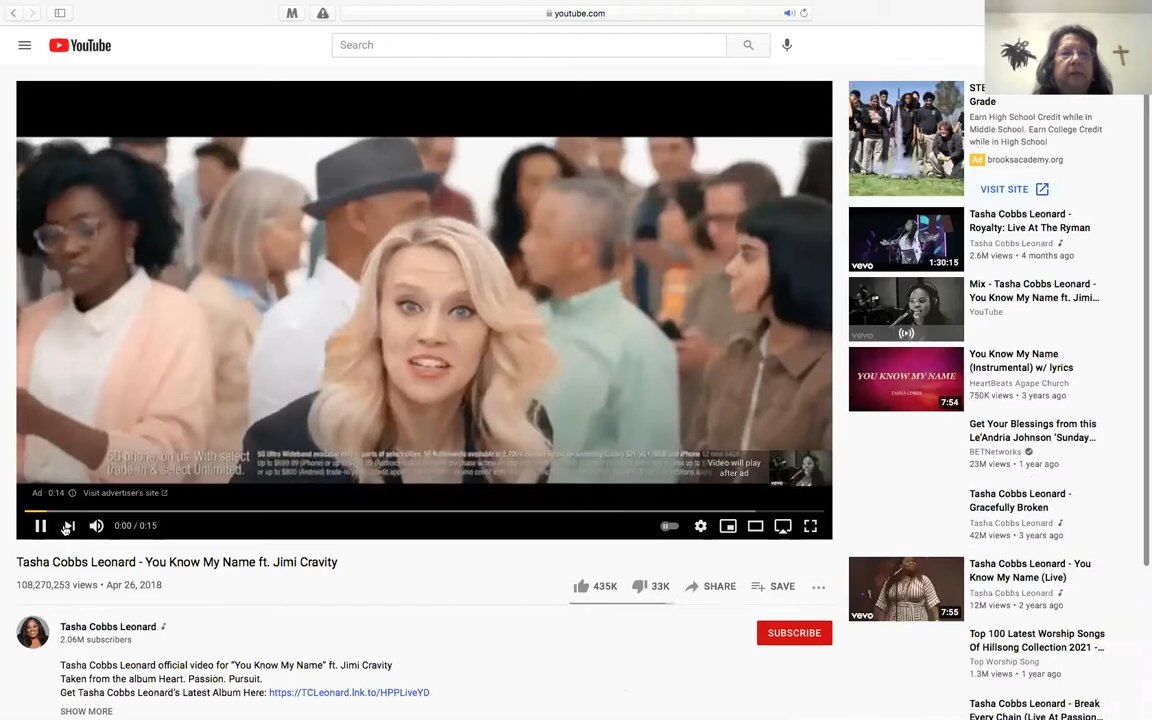 youtube.com
YouTube
Search
5G phone, on us. With select
trade-in & select Unlimited.
Video will play
after ad
vevo
Ad · 0:14
Visit advertiser's site
0:00 / 0:15
Tasha Cobbs Leonard - You Know My Name ft. Jimi Cravity
108,270,253 views • Apr 26, 2018
435K
33K
SHARE
SAVE
Tasha Cobbs Leonard
2.06M subscribers
SUBSCRIBE
Tasha Cobbs Leonard official video for “You Know My Name” ft. Jimi Cravity
Taken from the album Heart. Passion. Pursuit.
Get Tasha Cobbs Leonard's Latest Album Here: https://TCLeonard.lnk.to/HPPLiveYD
SHOW MORE
Grade
Earn High School Credit while in
Middle School. Earn College Credit
while in High School
Ad brooksacademy.org
VISIT SITE
vevo
1:30:15
Tasha Cobbs Leonard -
Royalty: Live At The Ryman
Tasha Cobbs Leonard
2.6M views • 4 months ago
vevo
Mix - Tasha Cobbs Leonard -
You Know My Name ft. Jimi...
YouTube
YOU KNOW MY NAME
TASHA COBBS
7:54
You Know My Name
(Instrumental) w/ lyrics
HeartBeats Agape Church
750K views • 3 years ago
Get Your Blessings from this
Le'Andria Johnson ‘Sunday...
BETNetworks
23M views • 1 year ago
Tasha Cobbs Leonard -
Gracefully Broken
Tasha Cobbs Leonard
42M views • 3 years ago
vevo
7:55
Tasha Cobbs Leonard - You
Know My Name (Live)
Tasha Cobbs Leonard
12M views • 2 years ago
Top 100 Latest Worship Songs
Of Hillsong Collection 2021 -...
Top Worship Song
1.3M views • 1 year ago
Tasha Cobbs Leonard - Break
Every Chain (Live At Passion...